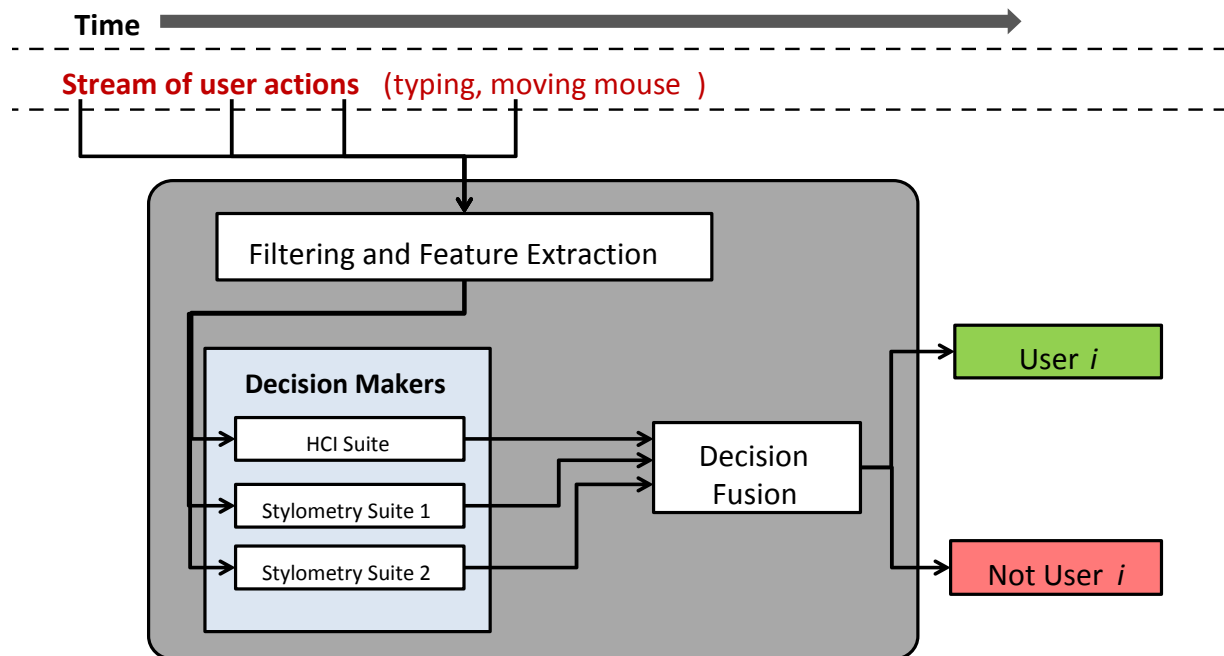 Time
Stream of user actions (typing, moving mouse )
Filtering and Feature Extraction
Decision Makers
HCI Suite
Stylometry Suite 1
Stylometry Suite 2
Decision
Fusion
User i
Not User i